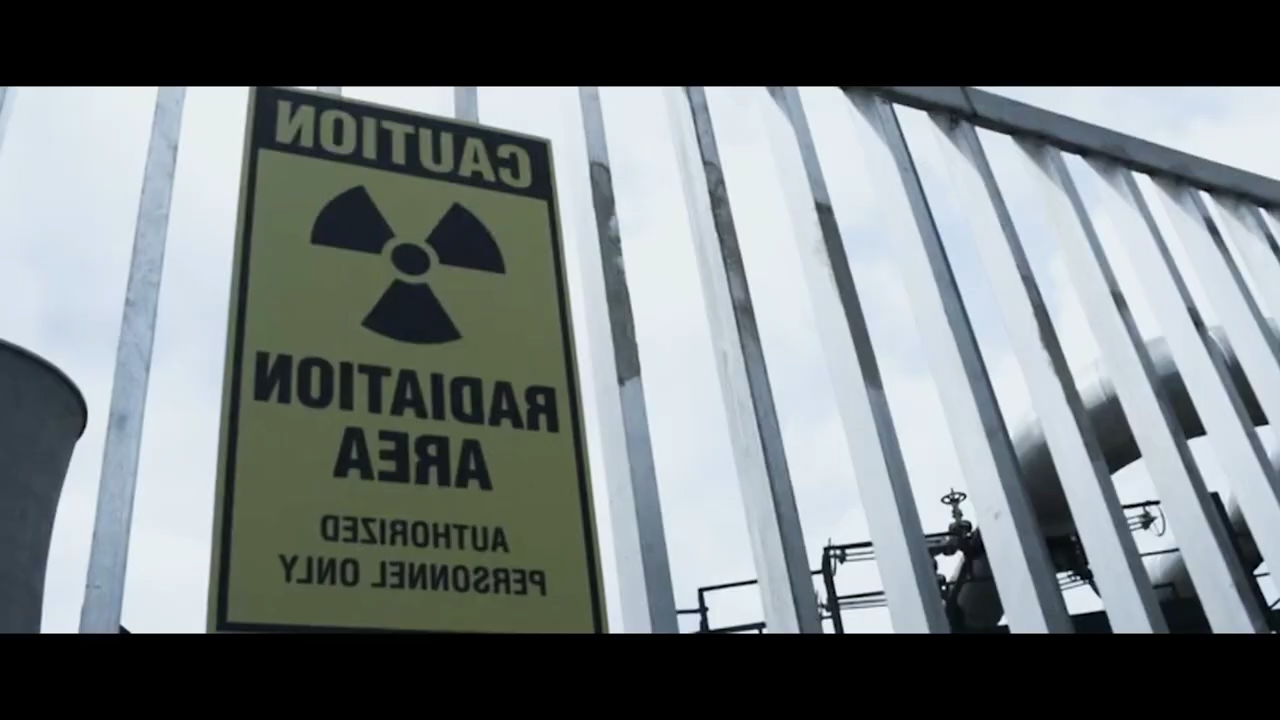 CAUTION
RADIATION
AREA
AUTHORIZED
PERSONNEL ONLY